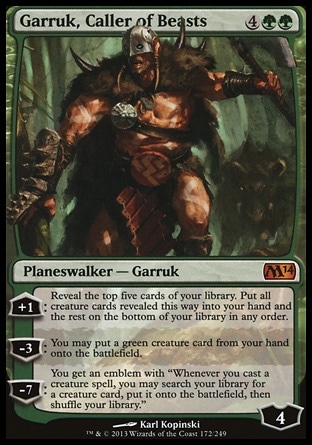 Garruk, Caller of Beasts 4
Planeswalker — Garruk M14
+1: Reveal the top five cards of your library. Put all
creature cards revealed this way into your hand and
the rest on the bottom of your library in any order.
-3: You may put a green creature card from your hand
onto the battlefield.
-7: You get an emblem with “Whenever you cast a
creature spell, you may search your library for
a creature card, put it onto the battlefield, then
shuffle your library.”
4
Karl Kopinski
™ & © 2013 Wizards of the Coast 172/249